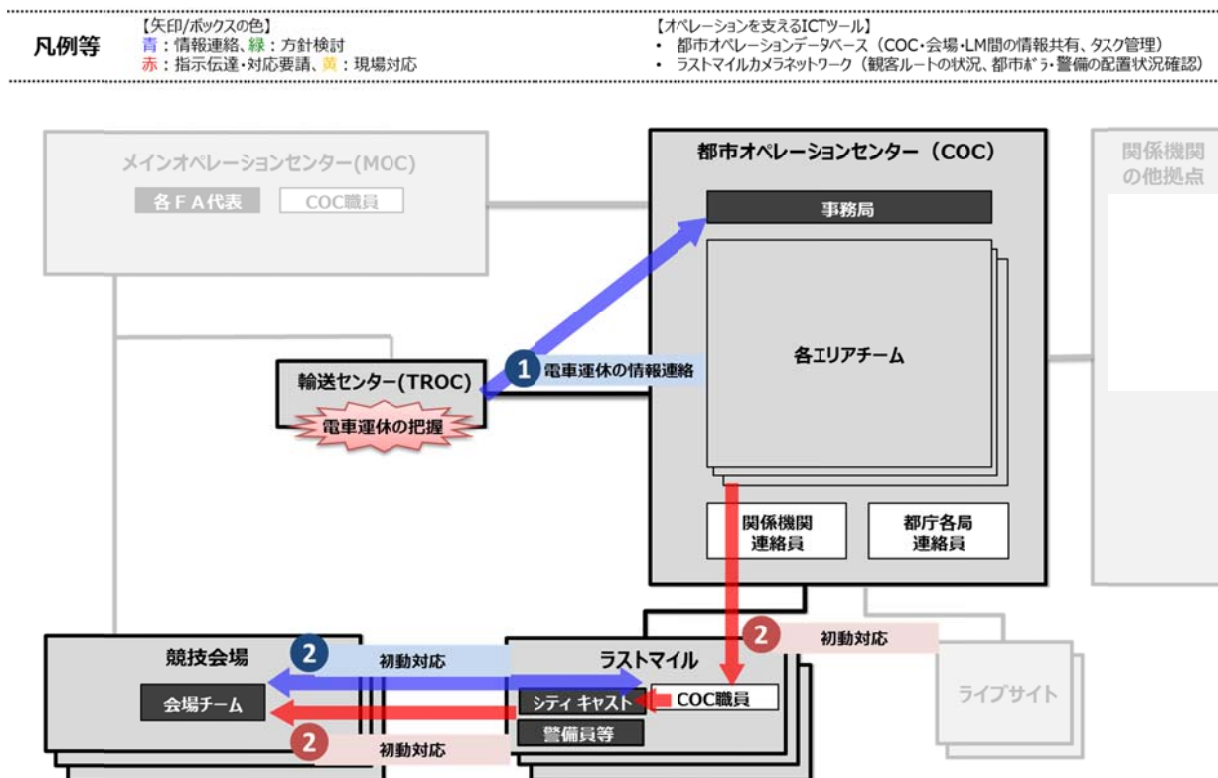 凡例等
【矢印/ボックスの色】
青：情報連絡、緑：方針検討
赤：指示伝達・対応要請、黄：現場対応
【オペレーションを支えるICTツール】
• 都市オペレーションデータベース（COC・会場・LM間の情報共有、タスク管理）
• ラストマイルカメラネットワーク（観客ルートの状況、都市ﾎﾞﾗ・警備の配置状況確認）
メインオペレーションセンター(MOC)
各ＦＡ代表
COC職員
都市オペレーションセンター（COC）
事務局
各エリアチーム
関係機関
連絡員
都庁各局
連絡員
関係機関
の他拠点
輸送センター(TROC)
電車運休の把握
1 電車運休の情報連絡
競技会場
会場チーム
2 初動対応
2 初動対応
ラストマイル
シティ キャスト
COC職員
警備員等
2 初動対応
ライブサイト